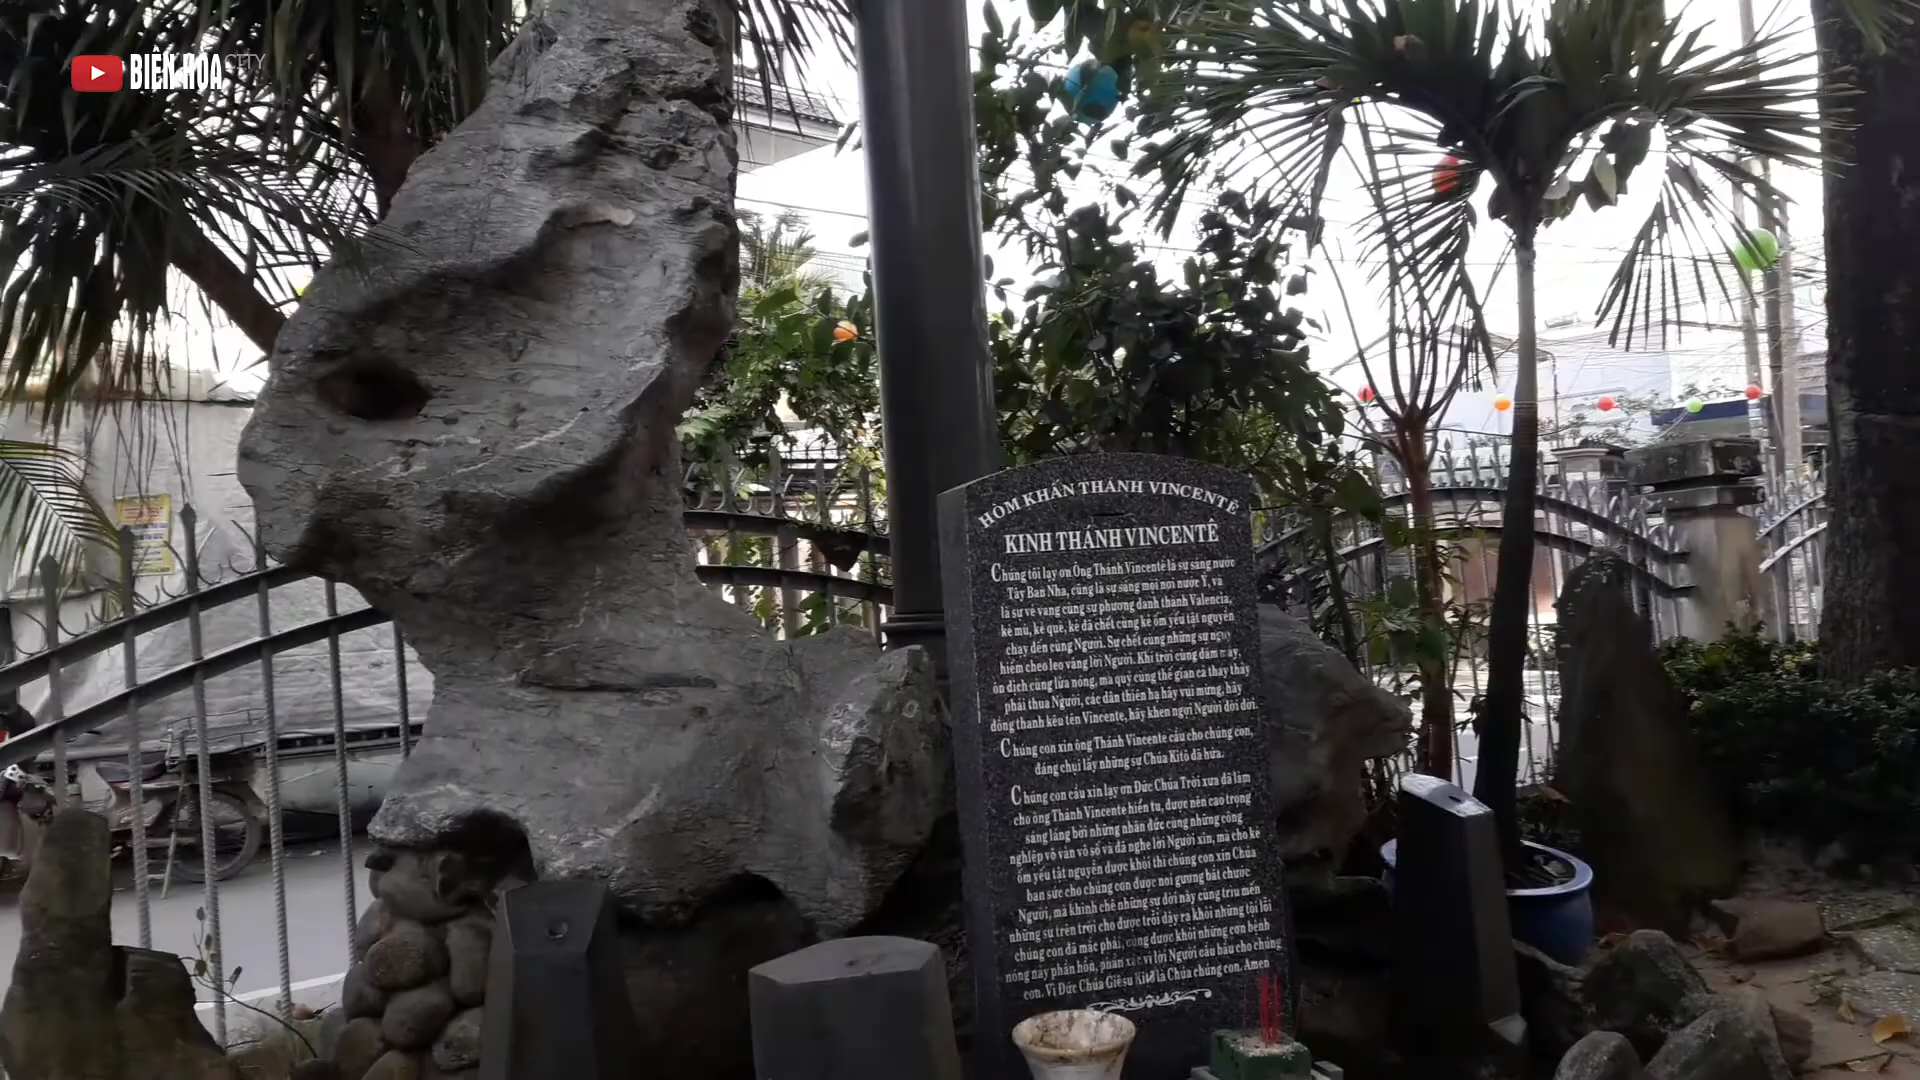 BIÊN HÒA CITY
HÒM KHẤN THÁNH VINCENTÊ
KINH THÁNH VINCENTÊ
Chúng tôi lạy ơn Ông Thánh Vincentê là sự sáng nước
Tây Ban Nha, cùng là sự sáng mọi nơi nước Ý, và
là sự vẻ vang cùng sự phương danh thành Valencia,
kẻ mù, kẻ què, kẻ đã chết cùng kẻ ốm yếu tật nguyền
chạy đến cùng Người. Sự chết cùng những sự nguy
hiểm cheo leo vâng lời Người. Khí trời cùng đám mây,
ôn dịch cùng lửa nóng, ma quỷ cùng thế gian cả thảy thảy
phải thua Người, các dân thiên hạ hãy vui mừng, hãy
đồng thanh kêu tên Vincente, hãy khen ngợi Người đời đời.
Chúng con xin ông Thánh Vincente cầu cho chúng con,
đáng chịu lấy những sự Chúa Kitô đã hứa.
Chúng con cầu xin lạy ơn Đức Chúa Trời xưa đã làm
cho ông Thánh Vincente hiển tu, được nên cao trọng
sáng láng bởi những nhân đức cùng những công
nghiệp vô vàn vô số và đã nghe lời Người xin, mà cho kẻ
ốm yếu tật nguyền được khỏi thì chúng con xin Chúa
ban sức cho chúng con được noi gương bắt chước
Người, mà khinh chê những sự đời này cùng trìu mến
những sự trên trời cho được trỗi dậy ra khỏi những tội lỗi
chúng con đã mắc phải, cùng được khỏi những cơn bệnh
nóng nảy phần hồn, phần xác vì lời Người cầu bầu cho chúng
con. Vì Đức Chúa Giêsu Kitô là Chúa chúng con. Amen